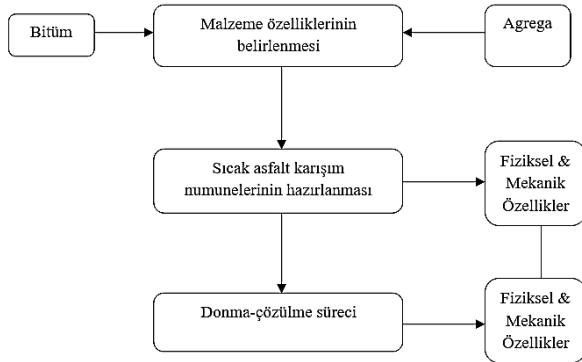 Bitüm
Malzeme özelliklerinin
belirlenmesi
Agrega
Sıcak asfalt karışım
numunelerinin hazırlanması
Fiziksel &
Mekanik
Özellikler
Donma-çözülme süreci
Fiziksel &
Mekanik
Özellikler